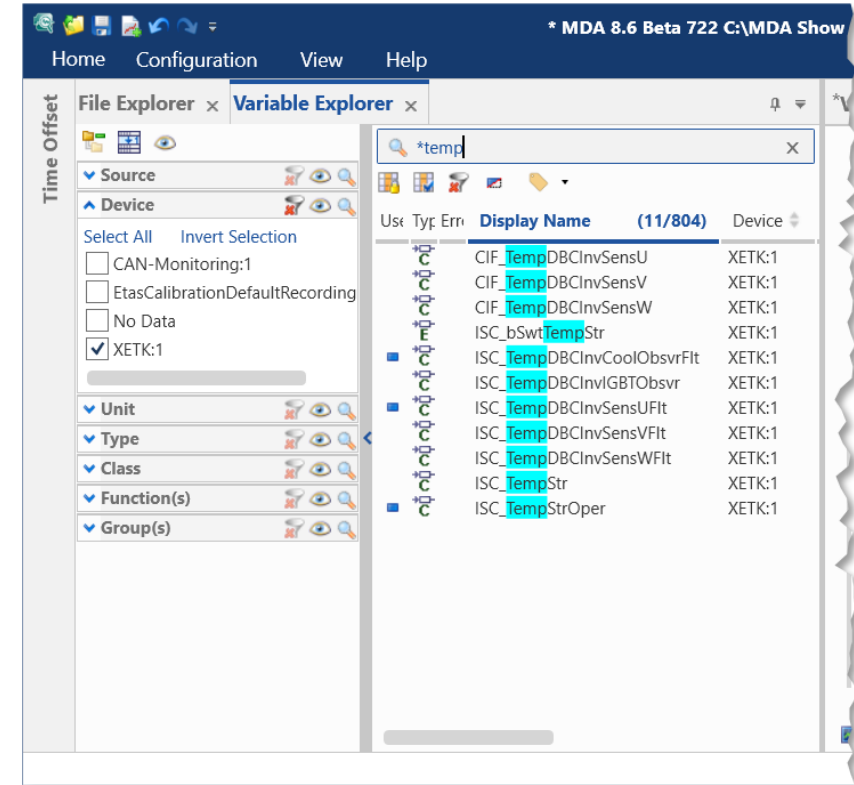 * MDA 8.6 Beta 722 C:\MDA Show
Home Configuration View Help
Time Offset
File Explorer × Variable Explorer ×
Source
Device
Select All Invert Selection
CAN-Monitoring:1
EtasCalibrationDefaultRecording
No Data
XETK:1
Unit
Type
Class
Function(s)
Group(s)
*temp
Use Typ Erro Display Name (11/804) Device
C CIF_TempDBCInvSensU XETK:1
C CIF_TempDBCInvSensV XETK:1
C CIF_TempDBCInvSensW XETK:1
E ISC_bSwtTempStr XETK:1
C ISC_TempDBCInvCoolObsvrFlt XETK:1
C ISC_TempDBCInvIGBTObsvr XETK:1
C ISC_TempDBCInvSensUFlt XETK:1
C ISC_TempDBCInvSensVFlt XETK:1
C ISC_TempDBCInvSensWFlt XETK:1
C ISC_TempStr XETK:1
C ISC_TempStrOper XETK:1